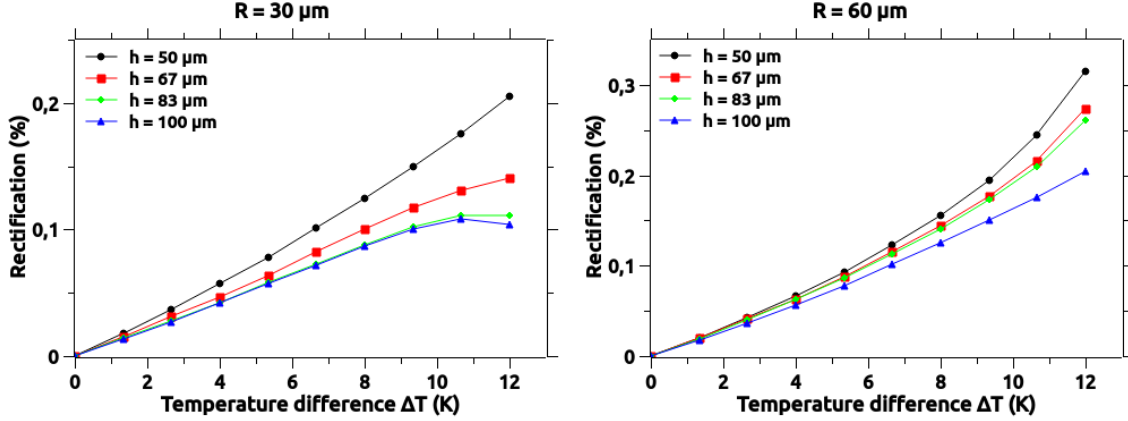 R = 30 µm
h = 50 µm
h = 67 µm
h = 83 µm
h = 100 µm
Rectification (%)
0,2
0,1
0
0 2 4 6 8 10 12
Temperature difference ΔT (K)
R = 60 µm
h = 50 µm
h = 67 µm
h = 83 µm
h = 100 µm
Rectification (%)
0,3
0,2
0,1
0
0 2 4 6 8 10 12
Temperature difference ΔT (K)